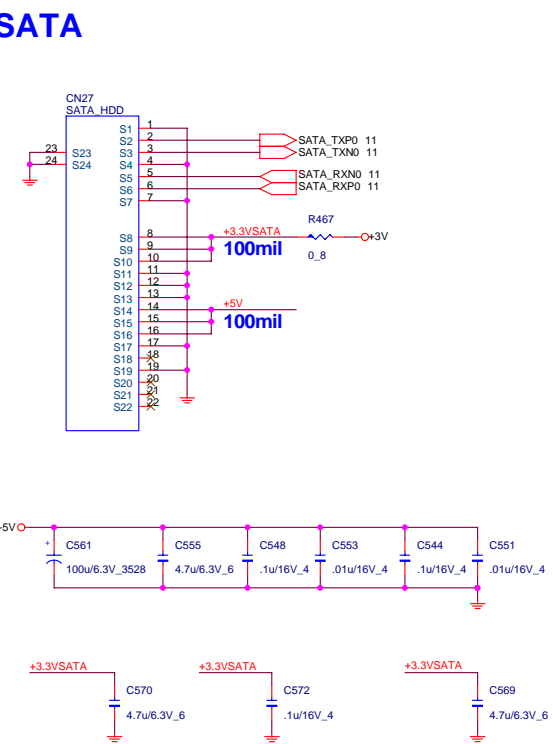 SATA
CN27
SATA_HDD
23 S23
24 S24
S1 1
S2 2
S3 3
S4 4
S5 5
S6 6
S7 7
SATA_TXP0 11
SATA_TXN0 11
SATA_RXN0 11
SATA_RXP0 11
S8 8
S9 9
S10 10
S11 11
S12 12
S13 13
S14 14
S15 15
S16 16
S17 17
S18 18
S19 19
S20 20
S21 21
S22 22
+3.3VSATA
100mil
R467
0_8
+3V
+5V
100mil
+5V
+
C561
100u/6.3V_3528
C555
4.7u/6.3V_6
C548
.1u/16V_4
C553
.01u/16V_4
C544
.1u/16V_4
C551
.01u/16V_4
+3.3VSATA
C570
4.7u/6.3V_6
+3.3VSATA
C572
.1u/16V_4
+3.3VSATA
C569
4.7u/6.3V_6